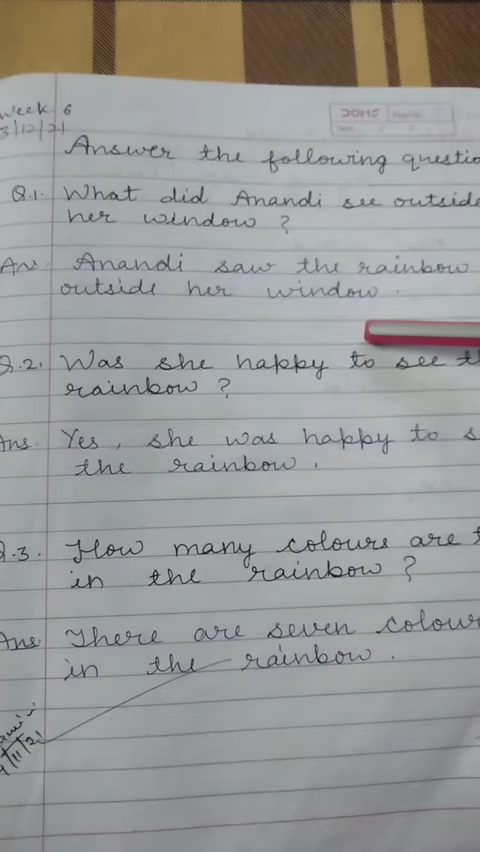 week 6
3/12/21
DOMS
Answer the following questio
Q.1. What did Anandi see outside
her window ?
Ans. Anandi saw the rainbow
outside her window.
Q.2. Was she happy to see th
rainbow ?
Ans. Yes, she was happy to s
the rainbow.
Q.3. How many colours are t
in the rainbow ?
Ans. There are seven colour
in the rainbow.